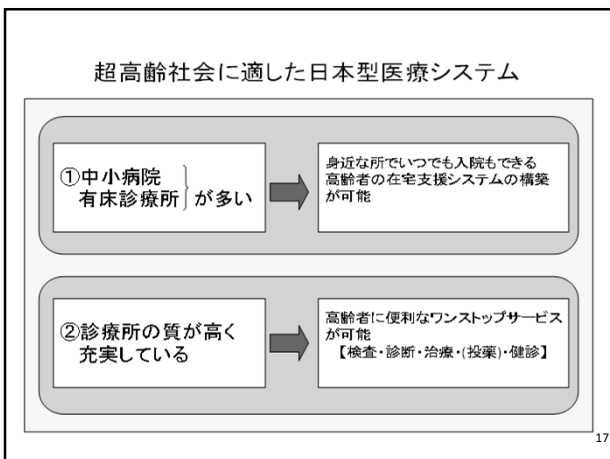 超高齢社会に適した日本型医療システム
①中小病院
有床診療所
が多い
身近な所でいつでも入院もできる
高齢者の在宅支援システムの構築
が可能
②診療所の質が高く
充実している
高齢者に便利なワンストップサービス
が可能
【検査・診断・治療・(投薬)・健診】
17